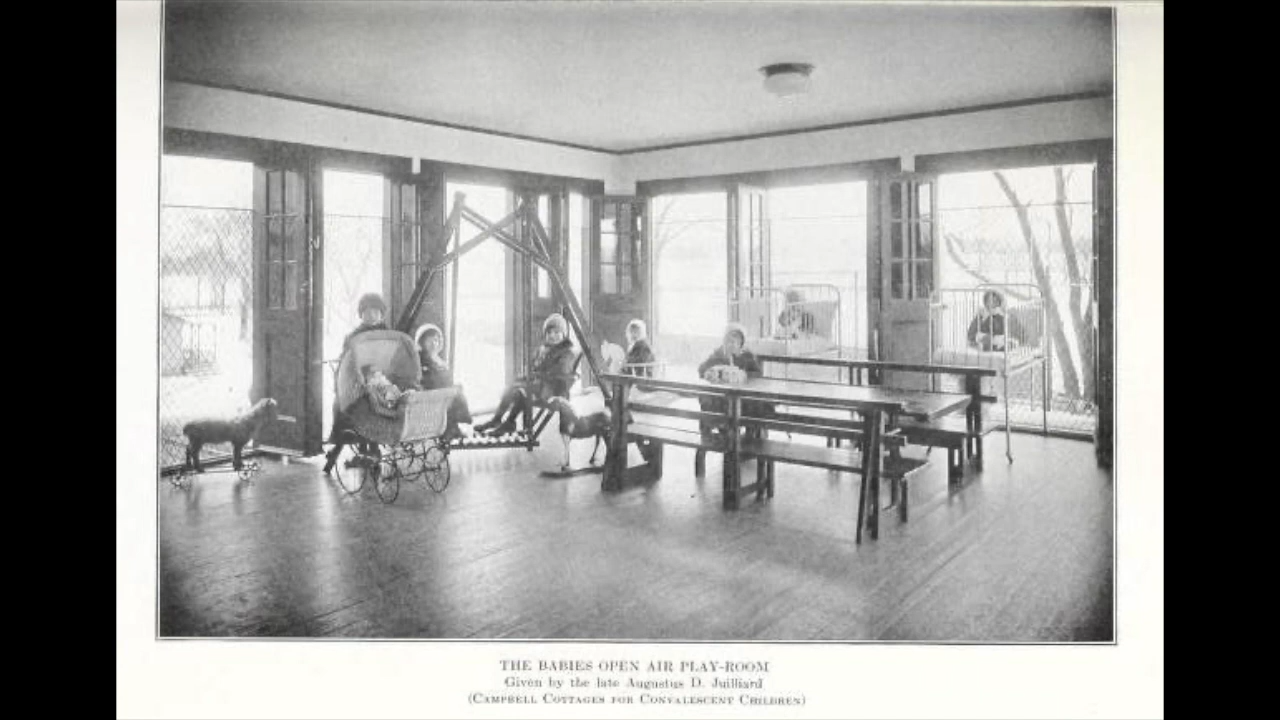 THE BABIES OPEN AIR PLAY-ROOM
Given by the late Augustus D. Juilliard
(CAMPBELL COTTAGES FOR CONVALESCENT CHILDREN)